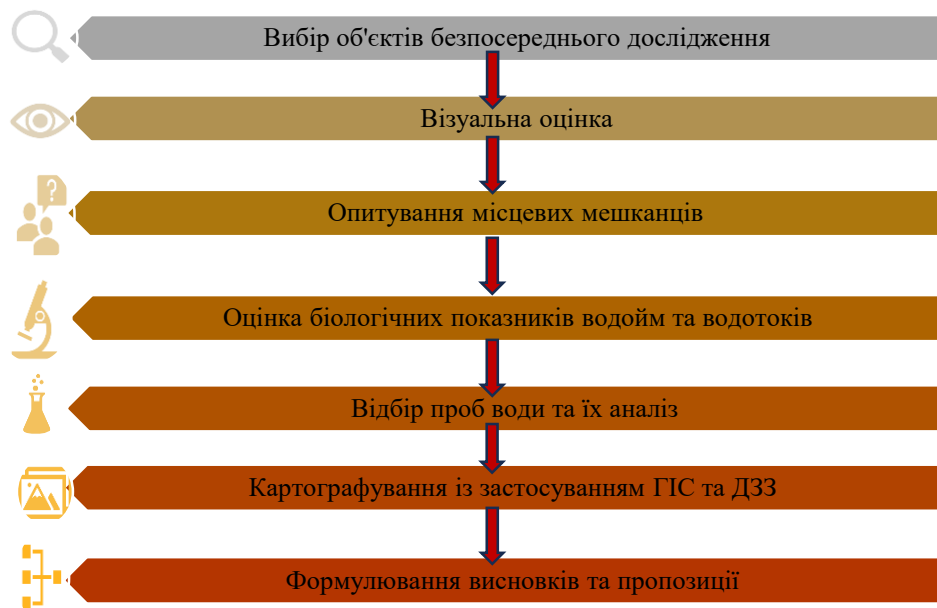 Вибір об'єктів безпосереднього дослідження
Візуальна оцінка
Опитування місцевих мешканців
Оцінка біологічних показників водойм та водотоків
Відбір проб води та їх аналіз
Картографування із застосуванням ГІС та ДЗЗ
Формулювання висновків та пропозиції